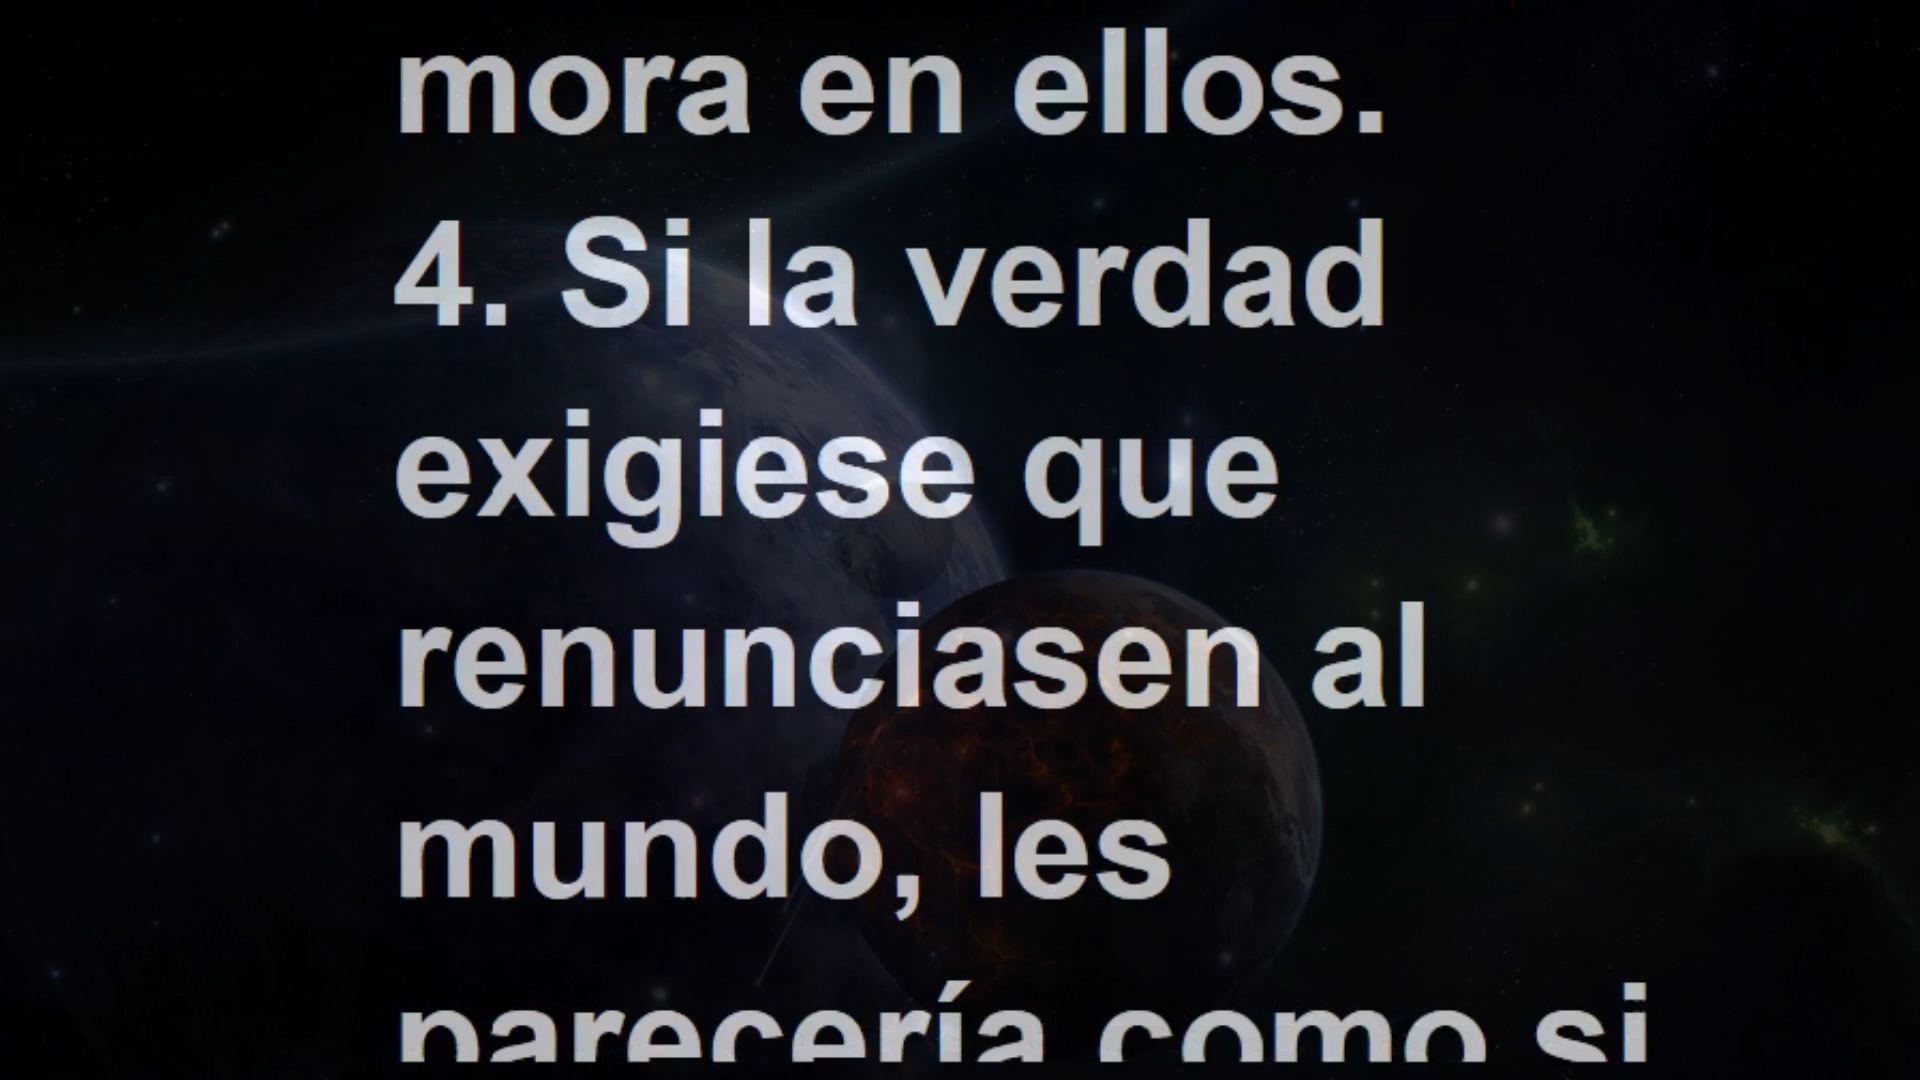 mora en ellos.
4. Si la verdad
exigiese que
renunciasen al
mundo, les
parecería como si